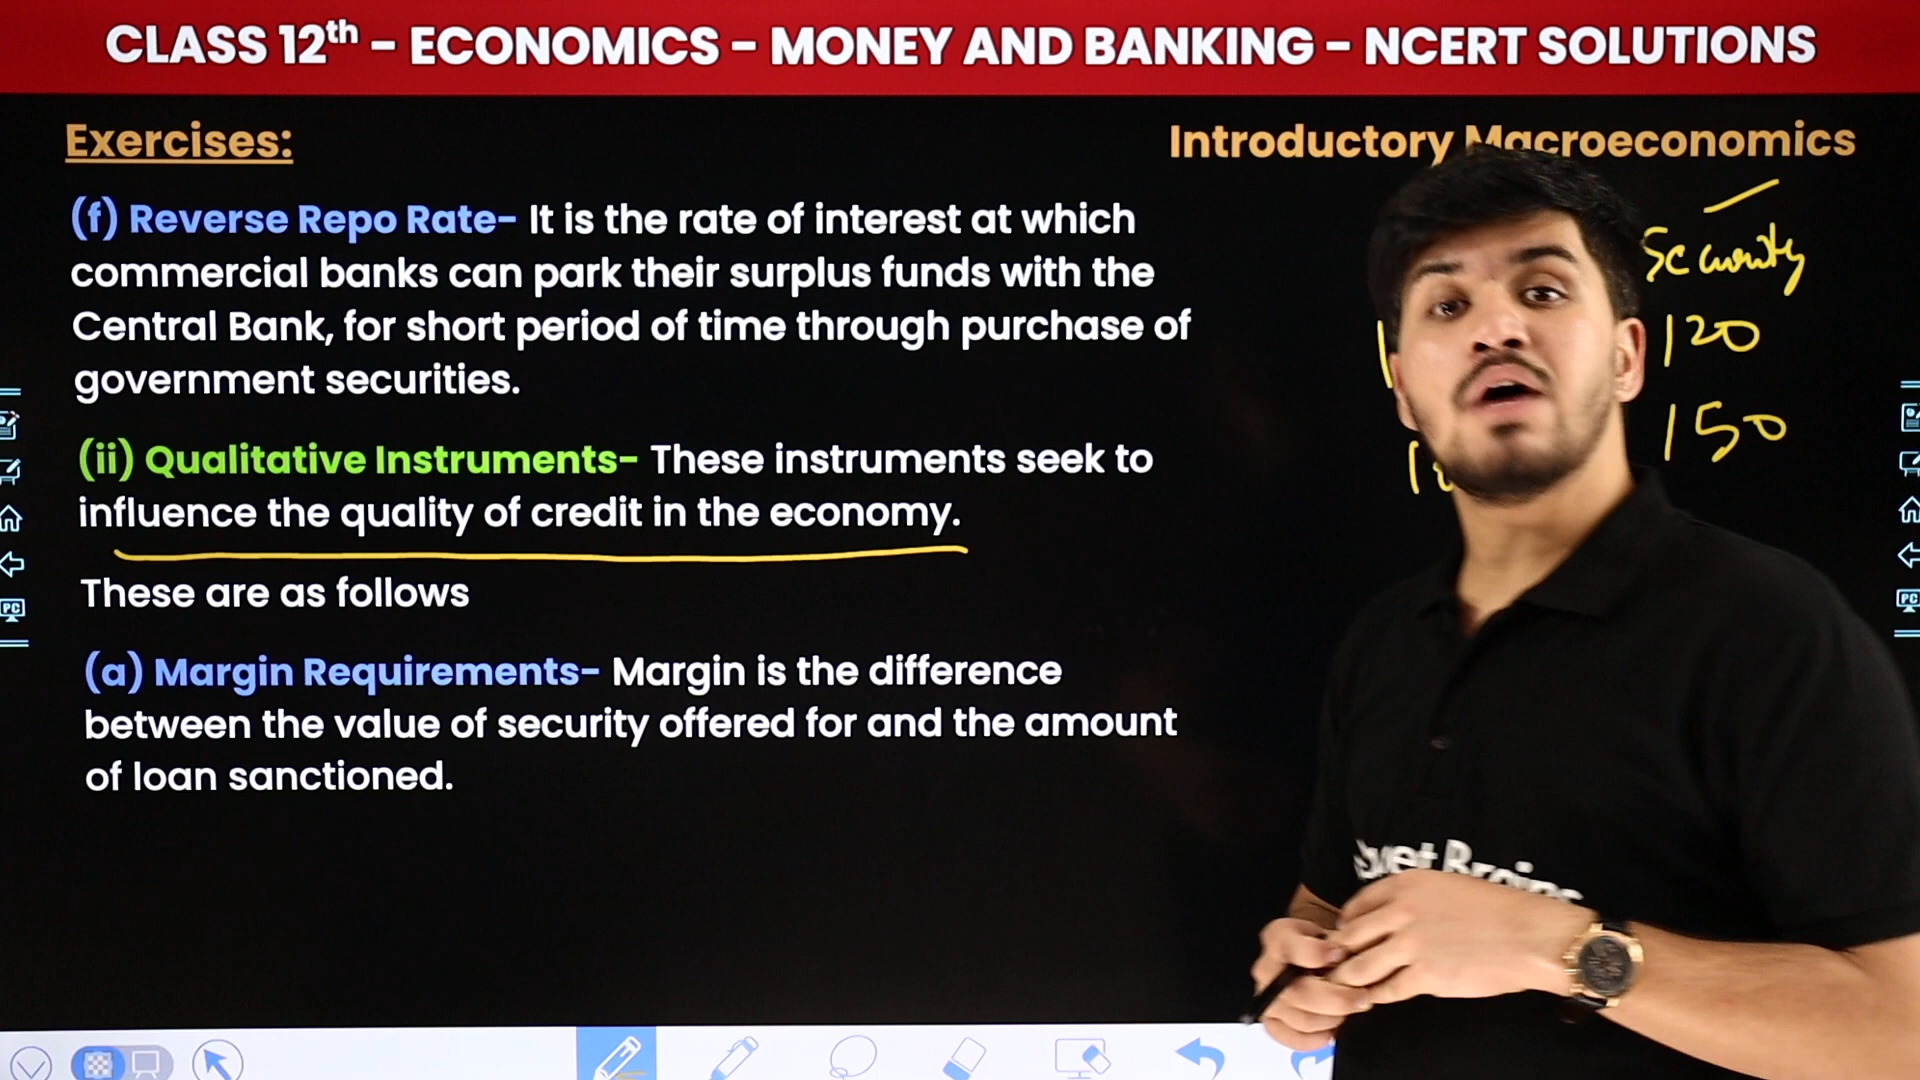 CLASS 12th - ECONOMICS - MONEY AND BANKING - NCERT SOLUTIONS
Exercises:
Introductory Macroeconomics
(f) Reverse Repo Rate- It is the rate of interest at which
commercial banks can park their surplus funds with the
Central Bank, for short period of time through purchase of
government securities.
Security
120
150
(ii) Qualitative Instruments- These instruments seek to
influence the quality of credit in the economy.
These are as follows
(a) Margin Requirements- Margin is the difference
between the value of security offered for and the amount
of loan sanctioned.
PC
PC